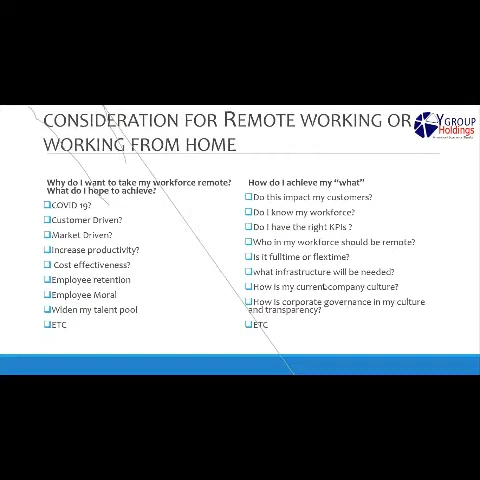 CONSIDERATION FOR REMOTE WORKING OR
WORKING FROM HOME
YGROUP
Holdings
Why do I want to take my workforce remote?
What do I hope to achieve?
COVID 19?
Customer Driven?
Market Driven?
Increase productivity?
Cost effectiveness?
Employee retention
Employee Moral
Widen my talent pool
ETC
How do I achieve my “what”
Do this impact my customers?
Do I know my workforce?
Do I have the right KPIs ?
Who in my workforce should be remote?
Is it fulltime or flextime?
what infrastructure will be needed?
How is my current company culture?
How is corporate governance in my culture
and transparency?
ETC